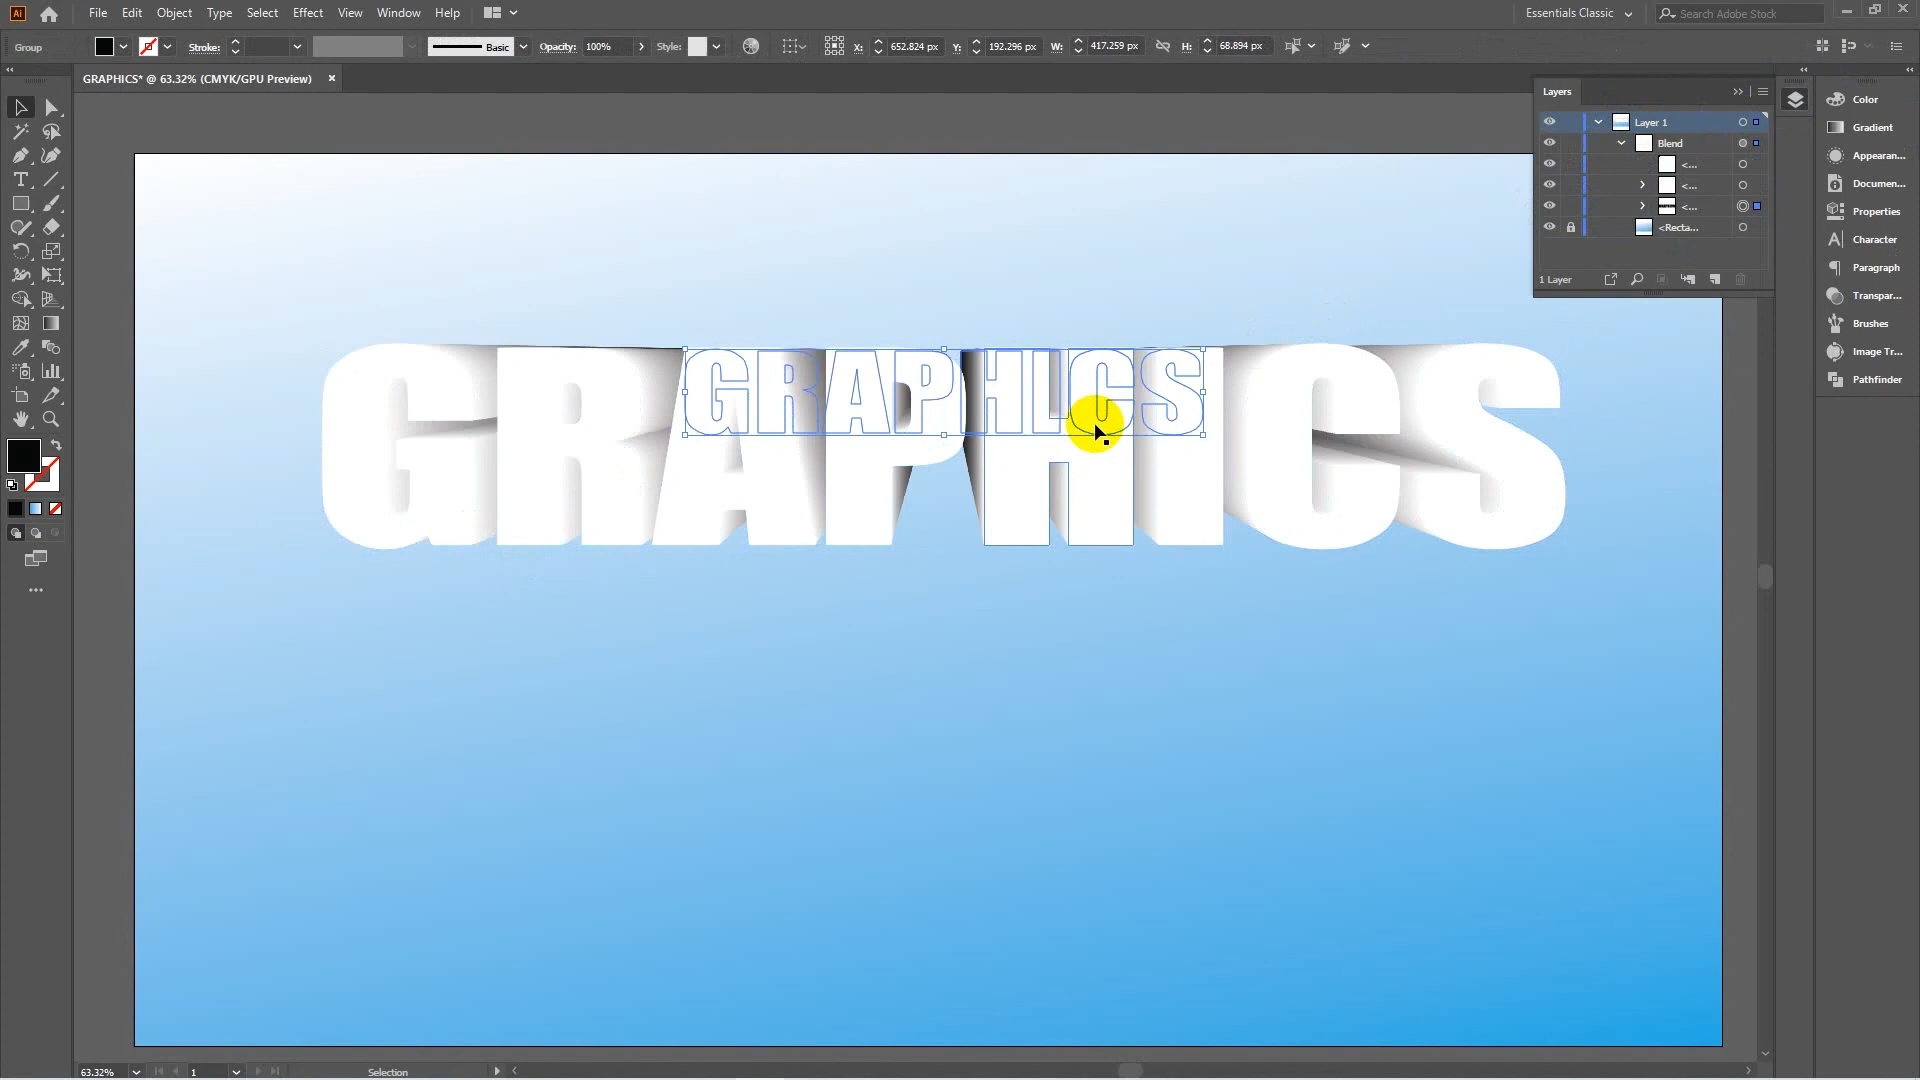 Ai File Edit Object Type Select Effect View Window Help Essentials Classic Search Adobe Stock
Group Stroke: Basic Opacity: 100% Style: X: 652.824 px Y: 192.296 px W: 417.259 px H: 68.894 px
GRAPHICS* @ 63.32% (CMYK/GPU Preview)
Layers
Layer 1
Blend
<...
<...
<...
<Recta...
1 Layer
Color
Gradient
Appearan...
Documen...
Properties
Character
Paragraph
Transpar...
Brushes
Image Tr...
Pathfinder
GRAPHICS
GRAPHICS
63.32% 1 Selection